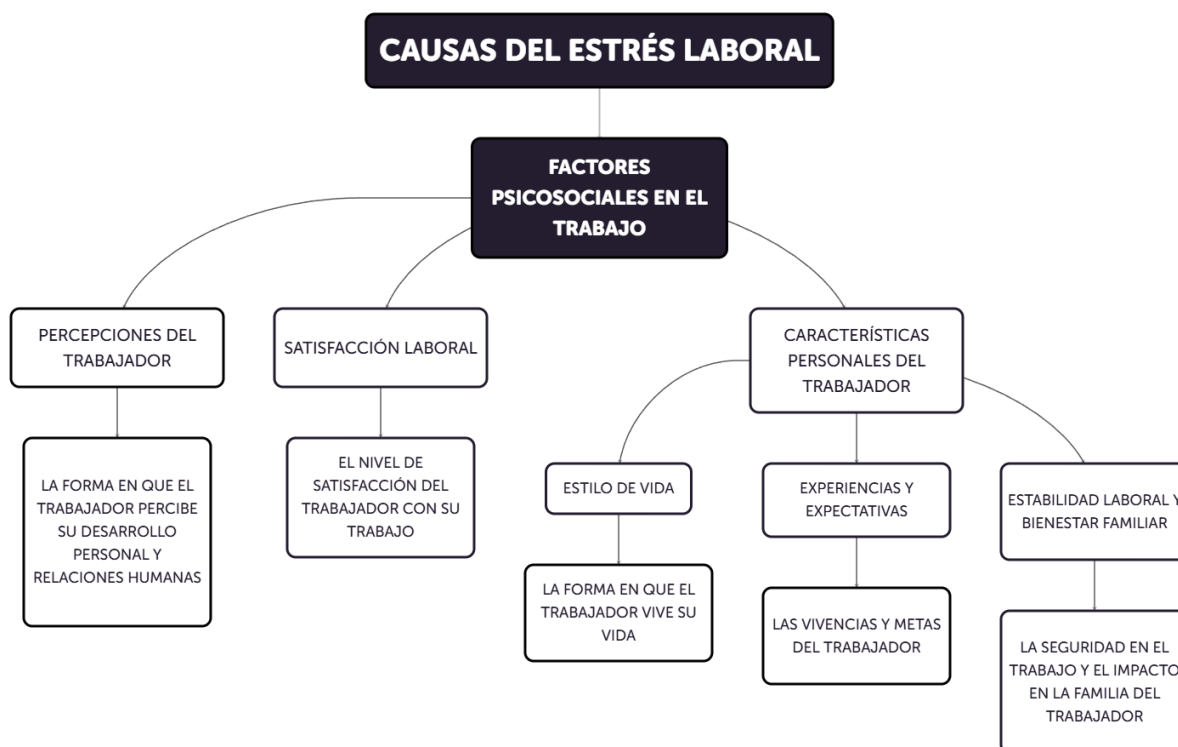 CAUSAS DEL ESTRÉS LABORAL
FACTORES
PSICOSOCIALES EN EL
TRABAJO
PERCEPCIONES DEL
TRABAJADOR
LA FORMA EN QUE EL
TRABAJADOR PERCIBE
SU DESARROLLO
PERSONAL Y
RELACIONES HUMANAS
SATISFACCIÓN LABORAL
EL NIVEL DE
SATISFACCIÓN DEL
TRABAJADOR CON SU
TRABAJO
CARACTERÍSTICAS
PERSONALES DEL
TRABAJADOR
ESTILO DE VIDA
LA FORMA EN QUE EL
TRABAJADOR VIVE SU
VIDA
EXPERIENCIAS Y
EXPECTATIVAS
LAS VIVENCIAS Y METAS
DEL TRABAJADOR
ESTABILIDAD LABORAL Y
BIENESTAR FAMILIAR
LA SEGURIDAD EN EL
TRABAJO Y EL IMPACTO
EN LA FAMILIA DEL
TRABAJADOR